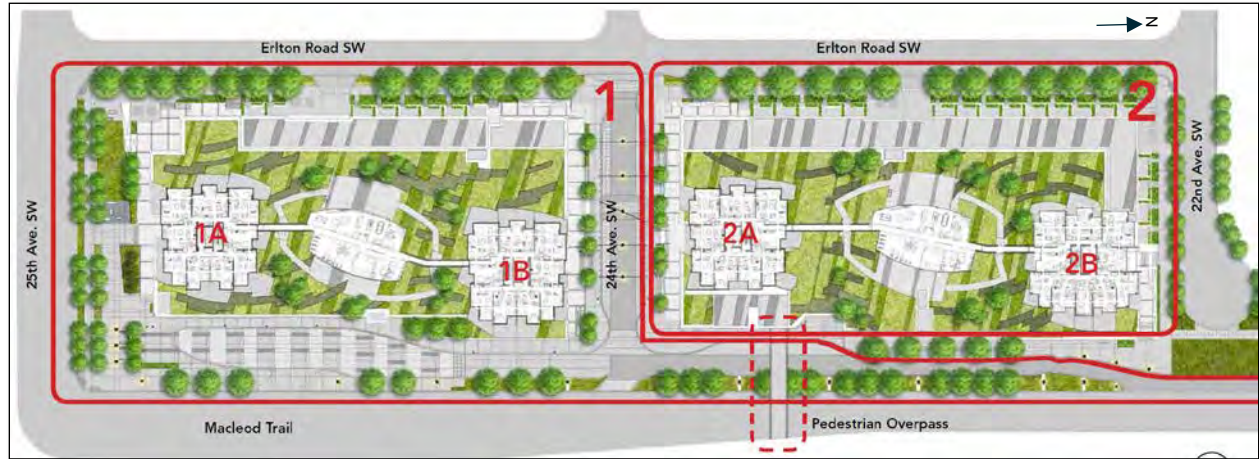 N
Erlton Road SW
Erlton Road SW
1
2
25th Ave. SW
24th Ave. SW
22nd Ave. SW
1A
1B
2A
2B
Macleod Trail
Pedestrian Overpass